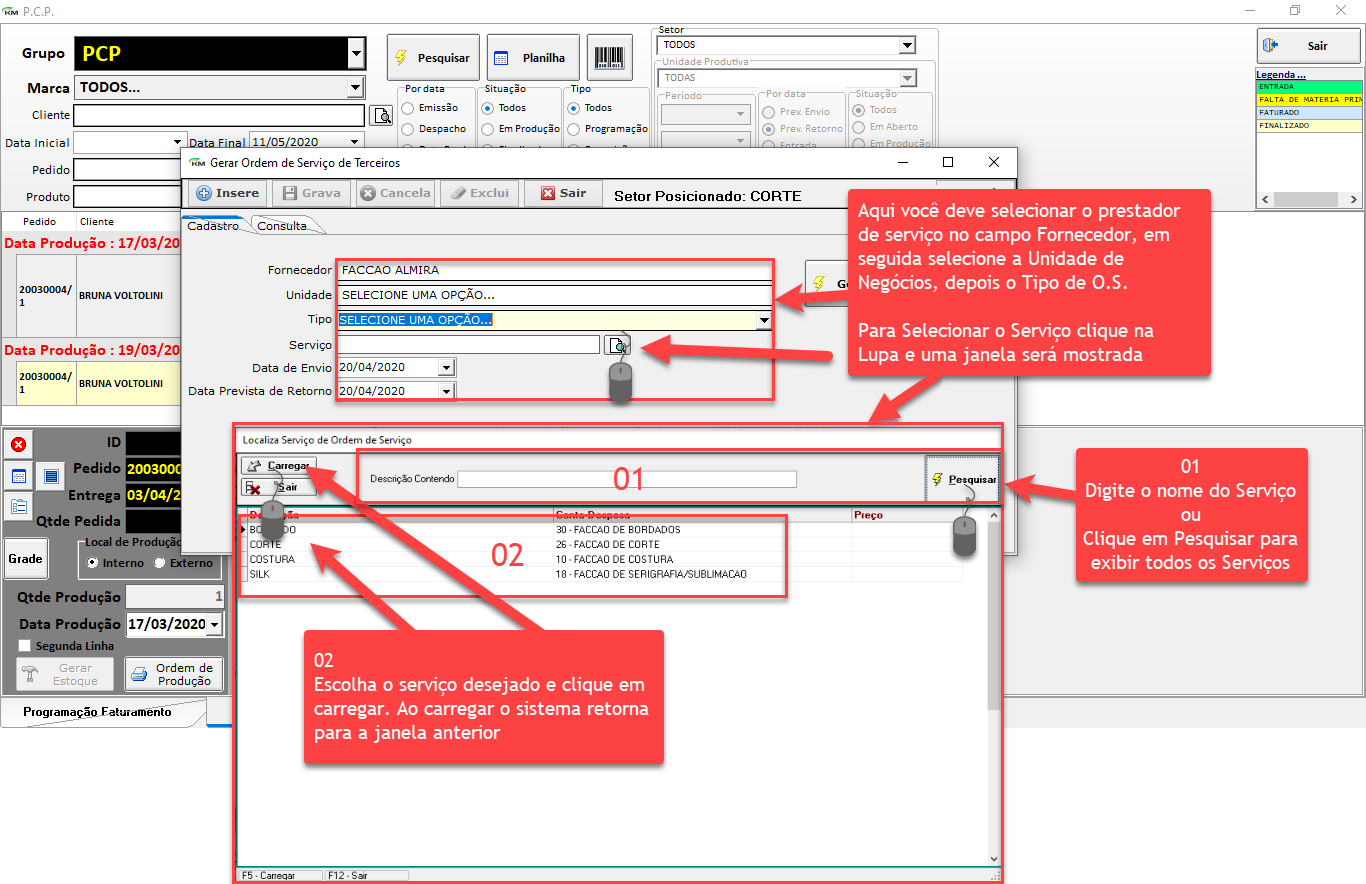 KM P.C.P.
Grupo PCP
Marca TODOS...
Cliente
Data Inicial Data Final 11/05/2020
Pedido
Produto
Pesquisar
Planilha
Por data
Emissão
Despacho
Situação
Todos
Em Produção
Tipo
Todos
Programação
Setor
TODOS
Unidade Produtiva
TODAS
Período
Por data
Prev. Envio
Prev. Retorno
Entrada
Situação
Todos
Em Aberto
Em Produção
Sair
Legenda ...
ENTRADA
FALTA DE MATERIA PRIM
FATURADO
FINALIZADO
Pedido Cliente
Data Produção : 17/03/20
20030004/
1
BRUNA VOLTOLINI
Data Produção : 19/03/20
20030004/
1
BRUNA VOLTOLINI
KM Gerar Ordem de Serviço de Terceiros
Insere Grava Cancela Exclui Sair Setor Posicionado: CORTE
Cadastro Consulta
Fornecedor FACCAO ALMIRA
Unidade SELECIONE UMA OPÇÃO...
Tipo SELECIONE UMA OPÇÃO...
Serviço
Data de Envio 20/04/2020
Data Prevista de Retorno 20/04/2020
Aqui você deve selecionar o prestador
de serviço no campo Fornecedor, em
seguida selecione a Unidade de
Negócios, depois o Tipo de O.S.
Para Selecionar o Serviço clique na
Lupa e uma janela será mostrada
Localiza Serviço de Ordem de Serviço
Carregar
Sair
Descrição Contendo
01
Pesquisar
Conta Despesa Preço
30 - FACCAO DE BORDADOS
CORTE 26 - FACCAO DE CORTE
COSTURA 10 - FACCAO DE COSTURA
SILK 18 - FACCAO DE SERIGRAFIA/SUBLIMACAO
02
01
Digite o nome do Serviço
ou
Clique em Pesquisar para
exibir todos os Serviços
02
Escolha o serviço desejado e clique em
carregar. Ao carregar o sistema retorna
para a janela anterior
F5 - Carregar F12 - Sair
ID
Pedido 200300
Entrega 03/04/2
Qtde Pedida
Grade
Local de Produção
Interno Externo
Qtde Produção 1
Data Produção 17/03/2020
Segunda Linha
Gerar
Estoque
Ordem de
Produção
Programação Faturamento